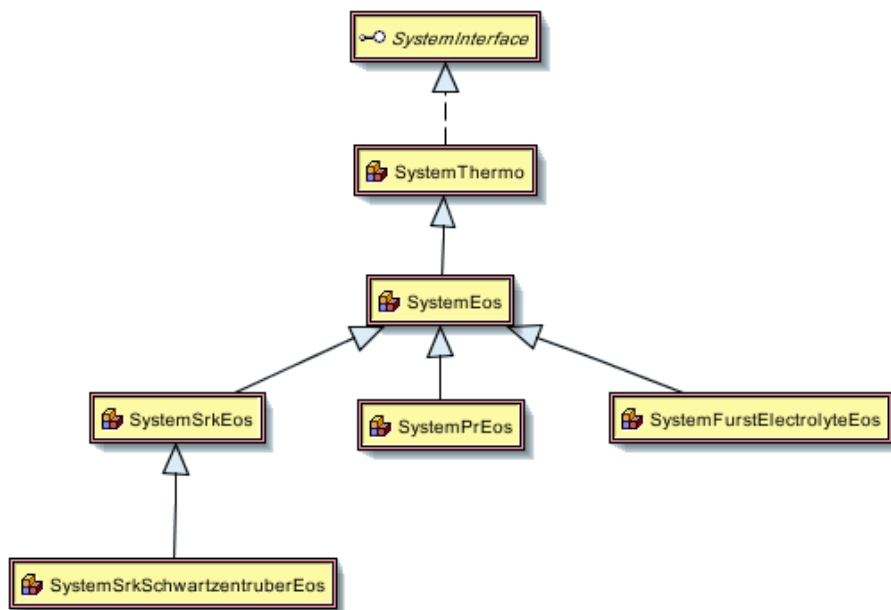 SystemInterface
SystemThermo
SystemEos
SystemSrkEos
SystemPrEos
SystemFurstElectrolyteEos
SystemSrkSchwartzentruberEos